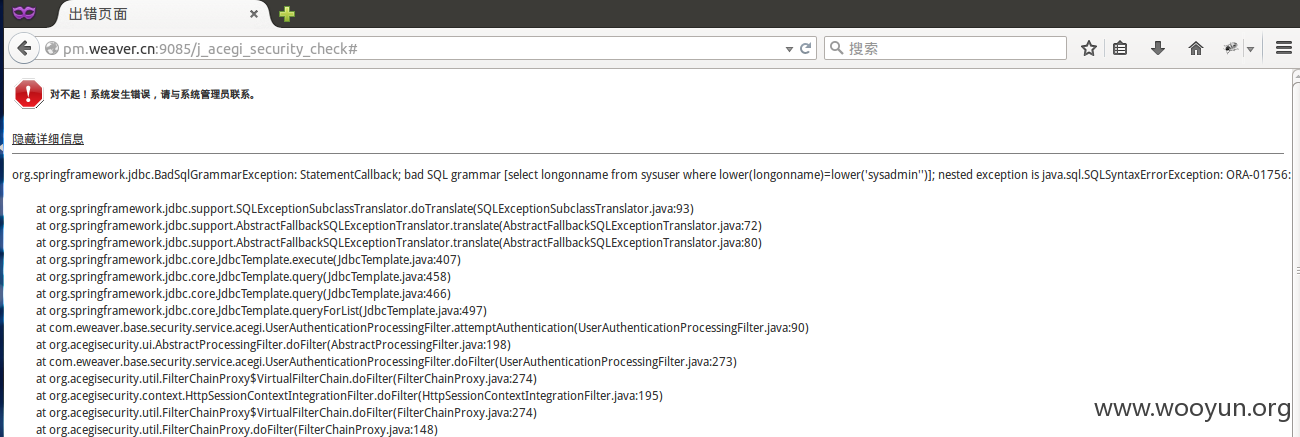 出错页面
pm.weaver.cn:9085/j_acegi_security_check#
搜索
对不起！系统发生错误，请与系统管理员联系。
隐藏详细信息
org.springframework.jdbc.BadSqlGrammarException: StatementCallback; bad SQL grammar [select longonname from sysuser where lower(longonname)=lower('sysadmin'')]; nested exception is java.sql.SQLSyntaxErrorException: ORA-01756:
at org.springframework.jdbc.support.SQLExceptionSubclassTranslator.doTranslate(SQLExceptionSubclassTranslator.java:93)
at org.springframework.jdbc.support.AbstractFallbackSQLExceptionTranslator.translate(AbstractFallbackSQLExceptionTranslator.java:72)
at org.springframework.jdbc.support.AbstractFallbackSQLExceptionTranslator.translate(AbstractFallbackSQLExceptionTranslator.java:80)
at org.springframework.jdbc.core.JdbcTemplate.execute(JdbcTemplate.java:407)
at org.springframework.jdbc.core.JdbcTemplate.query(JdbcTemplate.java:458)
at org.springframework.jdbc.core.JdbcTemplate.query(JdbcTemplate.java:466)
at org.springframework.jdbc.core.JdbcTemplate.queryForList(JdbcTemplate.java:497)
at com.eweaver.base.security.service.acegi.UserAuthenticationProcessingFilter.attemptAuthentication(UserAuthenticationProcessingFilter.java:90)
at org.acegisecurity.ui.AbstractProcessingFilter.doFilter(AbstractProcessingFilter.java:198)
at com.eweaver.base.security.service.acegi.UserAuthenticationProcessingFilter.doFilter(UserAuthenticationProcessingFilter.java:273)
at org.acegisecurity.util.FilterChainProxy$VirtualFilterChain.doFilter(FilterChainProxy.java:274)
at org.acegisecurity.context.HttpSessionContextIntegrationFilter.doFilter(HttpSessionContextIntegrationFilter.java:195)
at org.acegisecurity.util.FilterChainProxy$VirtualFilterChain.doFilter(FilterChainProxy.java:274)
at org.acegisecurity.util.FilterChainProxy.doFilter(FilterChainProxy.java:148)
www.wooyun.org